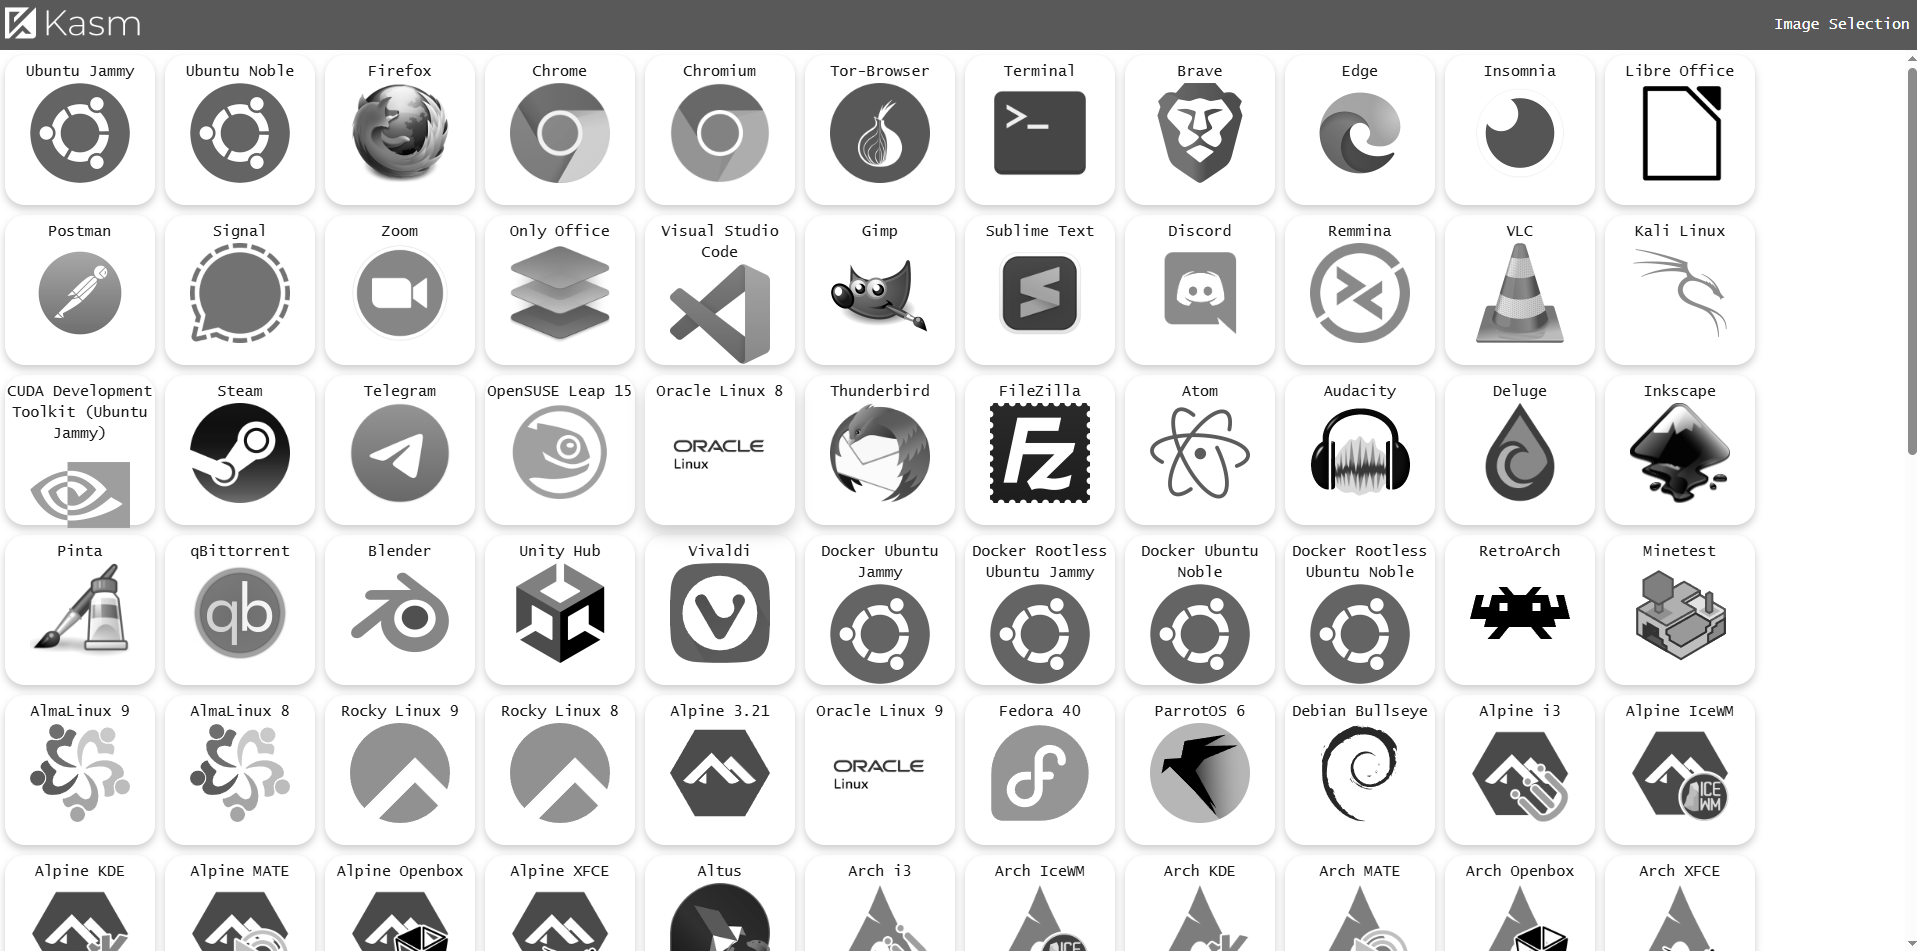 Kasm
Image Selection
Ubuntu Jammy
Ubuntu Noble
Firefox
Chrome
Chromium
Tor-Browser
Terminal
>_
Brave
Edge
Insomnia
Libre Office
Postman
Signal
Zoom
Only Office
Visual Studio
Code
Gimp
Sublime Text
Discord
Remmina
VLC
Kali Linux
CUDA Development
Toolkit (Ubuntu
Jammy)
Steam
Telegram
OpenSUSE Leap 15
Oracle Linux 8
ORACLE
Linux
Thunderbird
FileZilla
Fz
Atom
Audacity
Deluge
Inkscape
Pinta
qBittorrent
qb
Blender
Unity Hub
Vivaldi
Docker Ubuntu
Jammy
Docker Rootless
Ubuntu Jammy
Docker Ubuntu
Noble
Docker Rootless
Ubuntu Noble
RetroArch
Minetest
AlmaLinux 9
AlmaLinux 8
Rocky Linux 9
Rocky Linux 8
Alpine 3.21
Oracle Linux 9
ORACLE
Linux
Fedora 40
ParrotOS 6
Debian Bullseye
Alpine i3
Alpine IceWM
ICE
WM
Alpine KDE
Alpine MATE
Alpine Openbox
Alpine XFCE
Altus
Arch i3
Arch IceWM
ICE
Arch KDE
Arch MATE
Arch Openbox
Arch XFCE